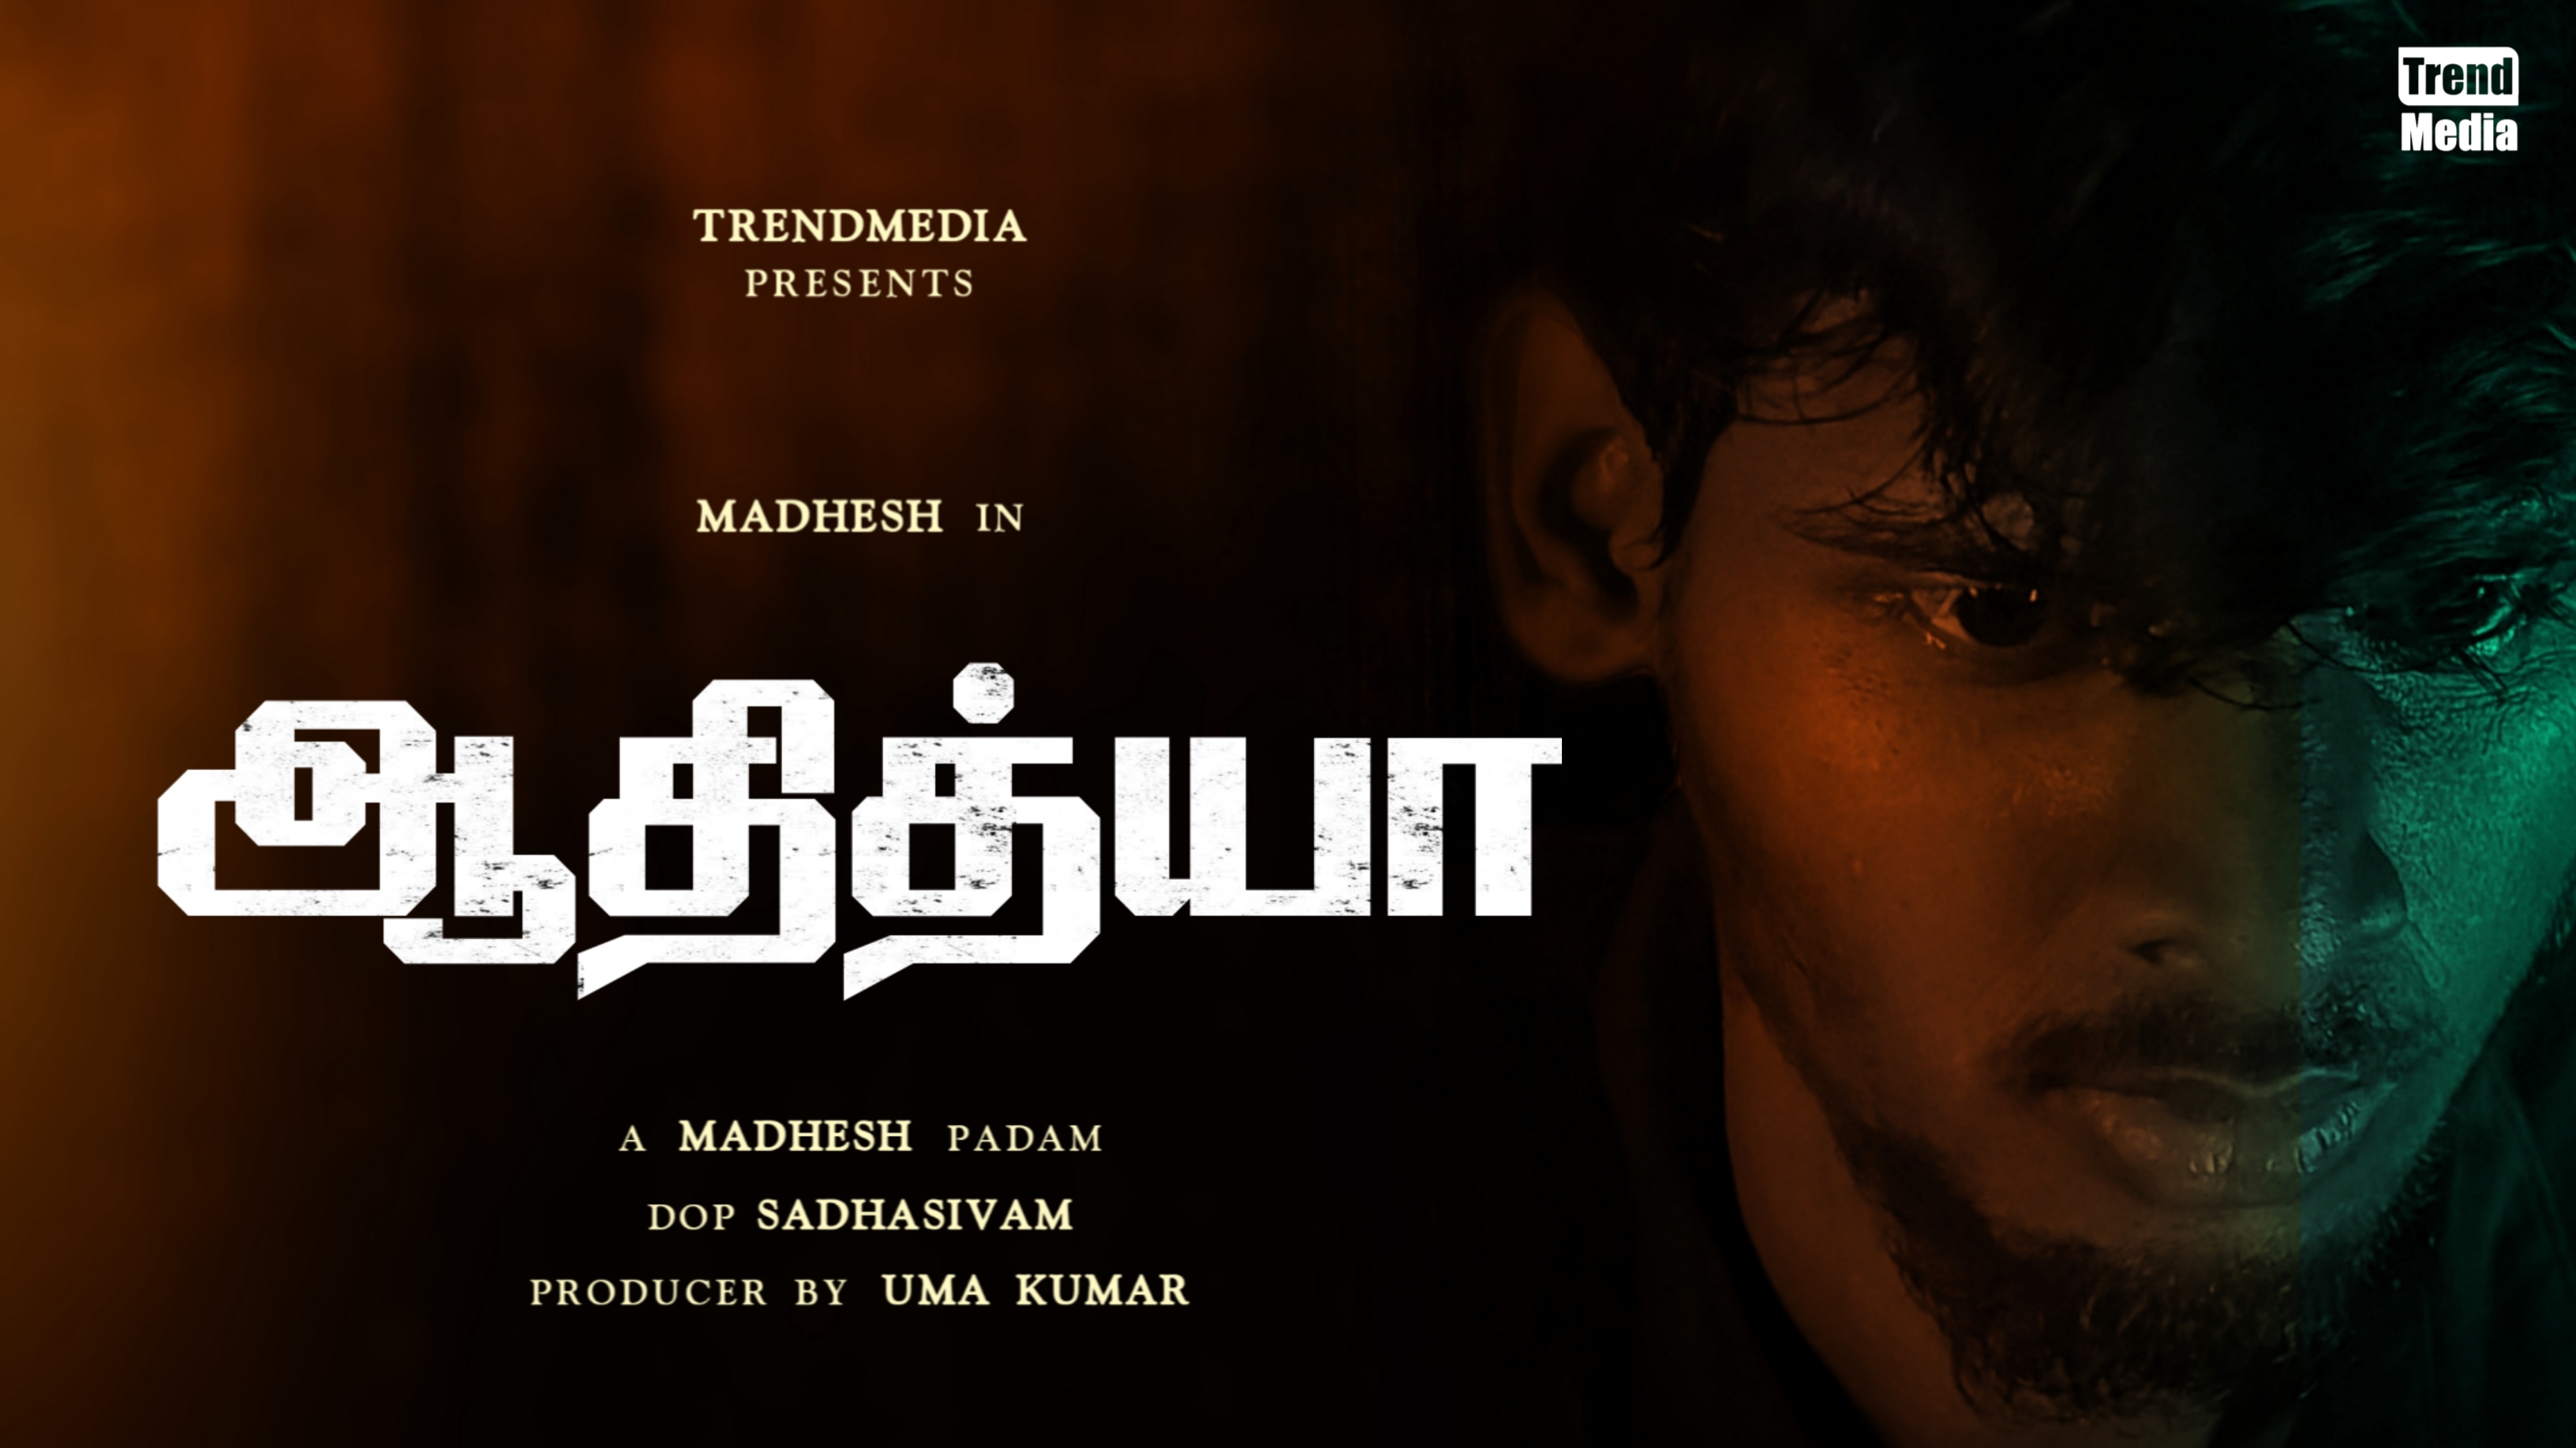 Trend
Media
TRENDMEDIA
PRESENTS
MADHESH IN
ஆதித்யா
A MADHESH PADAM
DOP SADHASIVAM
PRODUCER BY UMA KUMAR